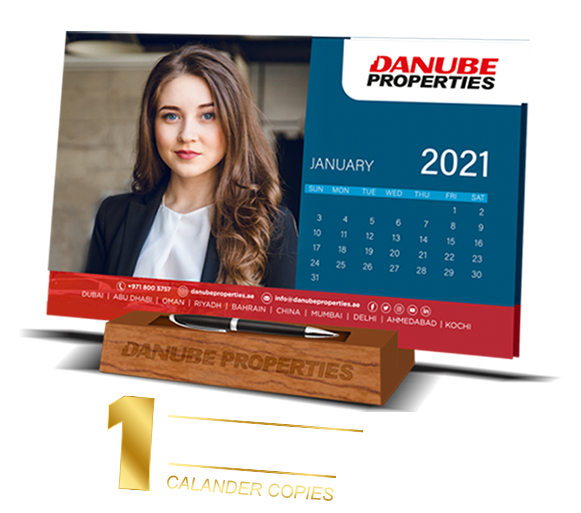 DANUBE
PROPERTIES
JANUARY 2021
SUN MON TUE WED THU FRI SAT
1 2
3 4 5 6 7 8 9
10 11 12 13 14 15 16
17 18 19 20 21 22 23
24 25 26 27 28 29 30
31
+971 800 5757 danubeproperties.ae info@danubeproperties.ae
DUBAI | ABU DHABI | OMAN | RIYADH | BAHRAIN | CHINA | MUMBAI | DELHI | AHMEDABAD | KOCHI
DANUBE PROPERTIES
1
CALANDER COPIES